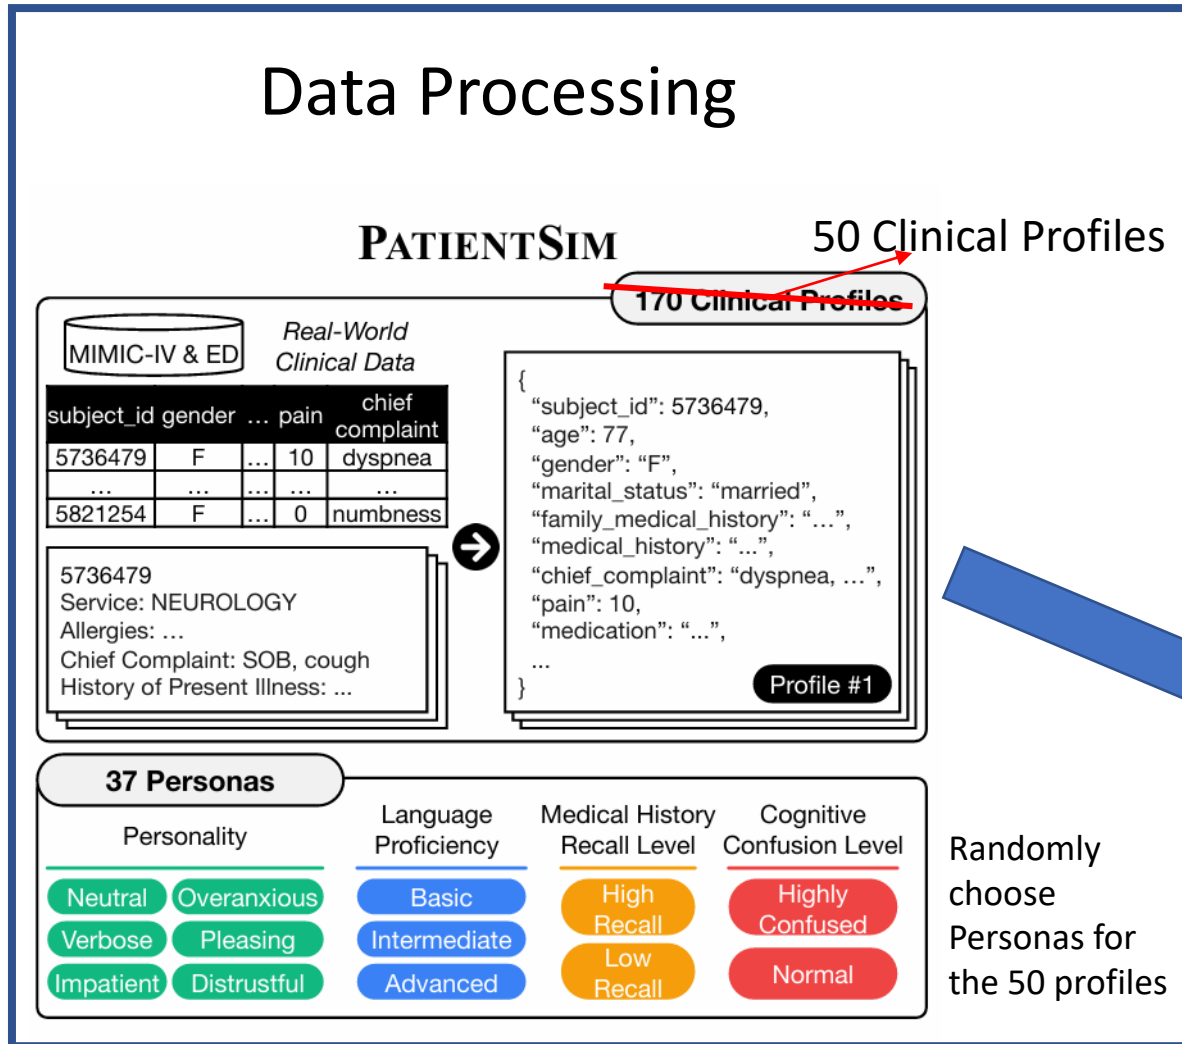 Data Processing
PATIENTSIM
50 Clinical Profiles
170 Clinical Profiles
MIMIC-IV & ED
Real-World
Clinical Data
subject_id gender ... pain chief complaint
5736479 F ... 10 dyspnea
... ... ... ... ...
5821254 F ... 0 numbness
5736479
Service: NEUROLOGY
Allergies: ...
Chief Complaint: SOB, cough
History of Present Illness: ...
{
“subject_id”: 5736479,
“age”: 77,
“gender”: “F”,
“marital_status”: “married”,
“family_medical_history”: “...”,
“medical_history”: “...”,
“chief_complaint”: “dyspnea, ...”,
“pain”: 10,
“medication”: “...”,
...
}
Profile #1
37 Personas
Personality
Neutral Overanxious
Verbose Pleasing
Impatient Distrustful
Language
Proficiency
Basic
Intermediate
Advanced
Medical History
Recall Level
High
Recall
Low
Recall
Cognitive
Confusion Level
Highly
Confused
Normal
Randomly
choose
Personas for
the 50 profiles